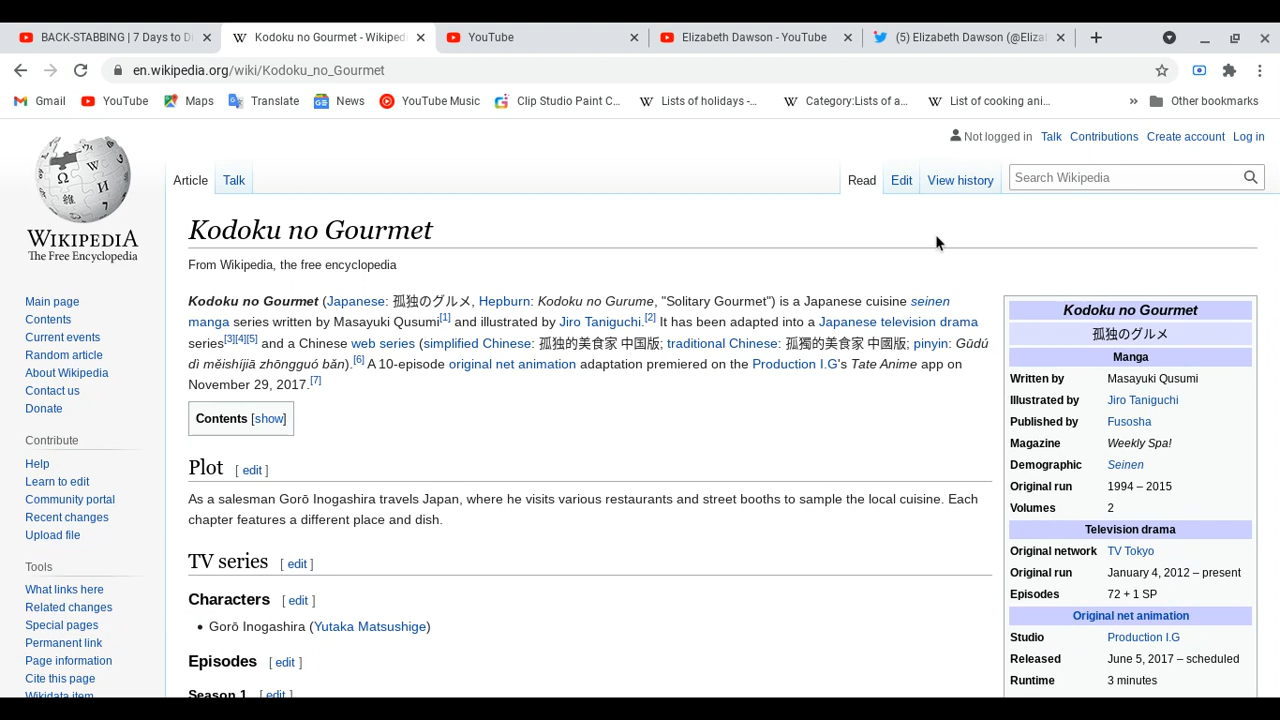 BACK-STABBING | 7 Days to Di
Kodoku no Gourmet - Wikiped
YouTube
Elizabeth Dawson - YouTube
(5) Elizabeth Dawson (@Eliza
en.wikipedia.org/wiki/Kodoku_no_Gourmet
Gmail
YouTube
Maps
Translate
News
YouTube Music
Clip Studio Paint C...
Lists of holidays -...
Category:Lists of a...
List of cooking ani...
»
Other bookmarks
Not logged in
Talk
Contributions
Create account
Log in
Article
Talk
Read
Edit
View history
Search Wikipedia
WIKIPEDIA
The Free Encyclopedia
Main page
Contents
Current events
Random article
About Wikipedia
Contact us
Donate
Contribute
Help
Learn to edit
Community portal
Recent changes
Upload file
Tools
What links here
Related changes
Special pages
Permanent link
Page information
Cite this page
Wikidata item
Kodoku no Gourmet
From Wikipedia, the free encyclopedia
Kodoku no Gourmet (Japanese: 孤独のグルメ, Hepburn: Kodoku no Gurume, "Solitary Gourmet") is a Japanese cuisine seinen
manga series written by Masayuki Qusumi[1] and illustrated by Jiro Taniguchi.[2] It has been adapted into a Japanese television drama
series[3][4][5] and a Chinese web series (simplified Chinese: 孤独的美食家 中国版; traditional Chinese: 孤獨的美食家 中國版; pinyin: Gūdú
dì měishíjiā zhōngguó bǎn).[6] A 10-episode original net animation adaptation premiered on the Production I.G's Tate Anime app on
November 29, 2017.[7]
Contents [show]
Plot [ edit ]
As a salesman Gorō Inogashira travels Japan, where he visits various restaurants and street booths to sample the local cuisine. Each
chapter features a different place and dish.
TV series [ edit ]
Characters [ edit ]
• Gorō Inogashira (Yutaka Matsushige)
Episodes [ edit ]
Season 1 [ edit ]
Kodoku no Gourmet
孤独のグルメ
Manga
Written by Masayuki Qusumi
Illustrated by Jiro Taniguchi
Published by Fusosha
Magazine Weekly Spa!
Demographic Seinen
Original run 1994 – 2015
Volumes 2
Television drama
Original network TV Tokyo
Original run January 4, 2012 – present
Episodes 72 + 1 SP
Original net animation
Studio Production I.G
Released June 5, 2017 – scheduled
Runtime 3 minutes